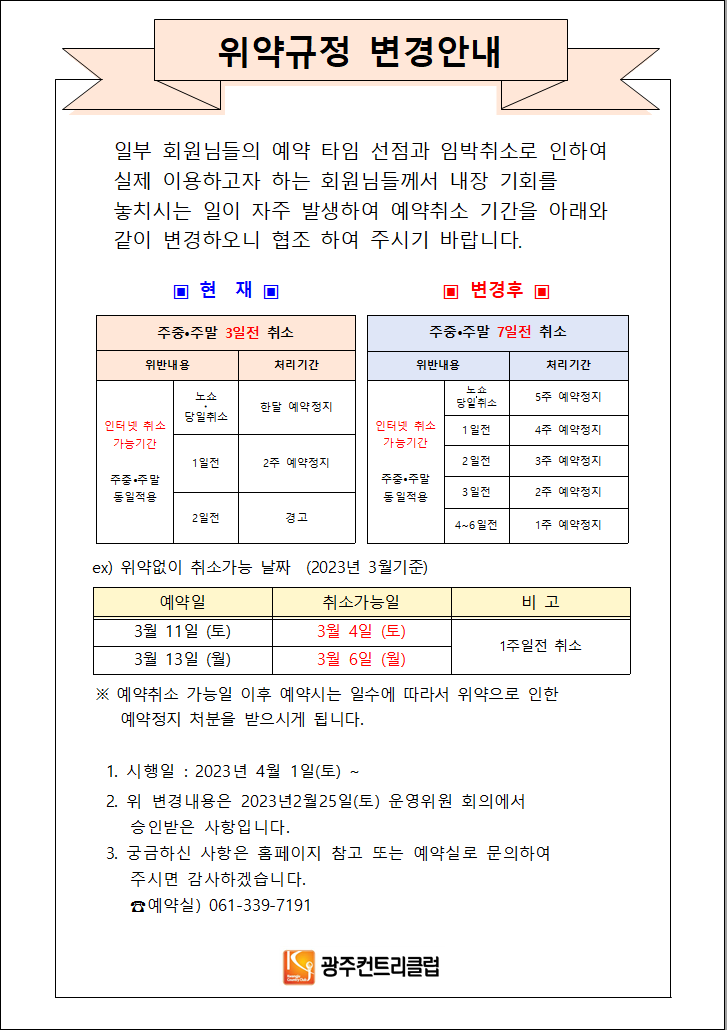 위약규정 변경안내
일부 회원님들의 예약 타임 선점과 임박취소로 인하여
실제 이용하고자 하는 회원님들께서 내장 기회를
놓치시는 일이 자주 발생하여 예약취소 기간을 아래와
같이 변경하오니 협조 하여 주시기 바랍니다.
▣ 현 재 ▣
주중•주말 3일전 취소
위반내용 처리기간
인터넷 취소
가능기간
주중•주말
동일적용
노쇼
·
당일취소
한달 예약정지
1일전 2주 예약정지
2일전 경고
▣ 변경후 ▣
주중•주말 7일전 취소
위반내용 처리기간
인터넷 취소
가능기간
주중•주말
동일적용
노쇼
·
당일취소
5주 예약정지
1일전 4주 예약정지
2일전 3주 예약정지
3일전 2주 예약정지
4~6일전 1주 예약정지
ex) 위약없이 취소가능 날짜 (2023년 3월기준)
예약일 취소가능일 비 고
3월 11일 (토) 3월 4일 (토)
3월 13일 (월) 3월 6일 (월)
1주일전 취소
※ 예약취소 가능일 이후 예약시는 일수에 따라서 위약으로 인한
예약정지 처분을 받으시게 됩니다.
1. 시행일 : 2023년 4월 1일(토) ~
2. 위 변경내용은 2023년2월25일(토) 운영위원 회의에서
승인받은 사항입니다.
3. 궁금하신 사항은 홈페이지 참고 또는 예약실로 문의하여
주시면 감사하겠습니다.
☎예약실) 061-339-7191
광주컨트리클럽